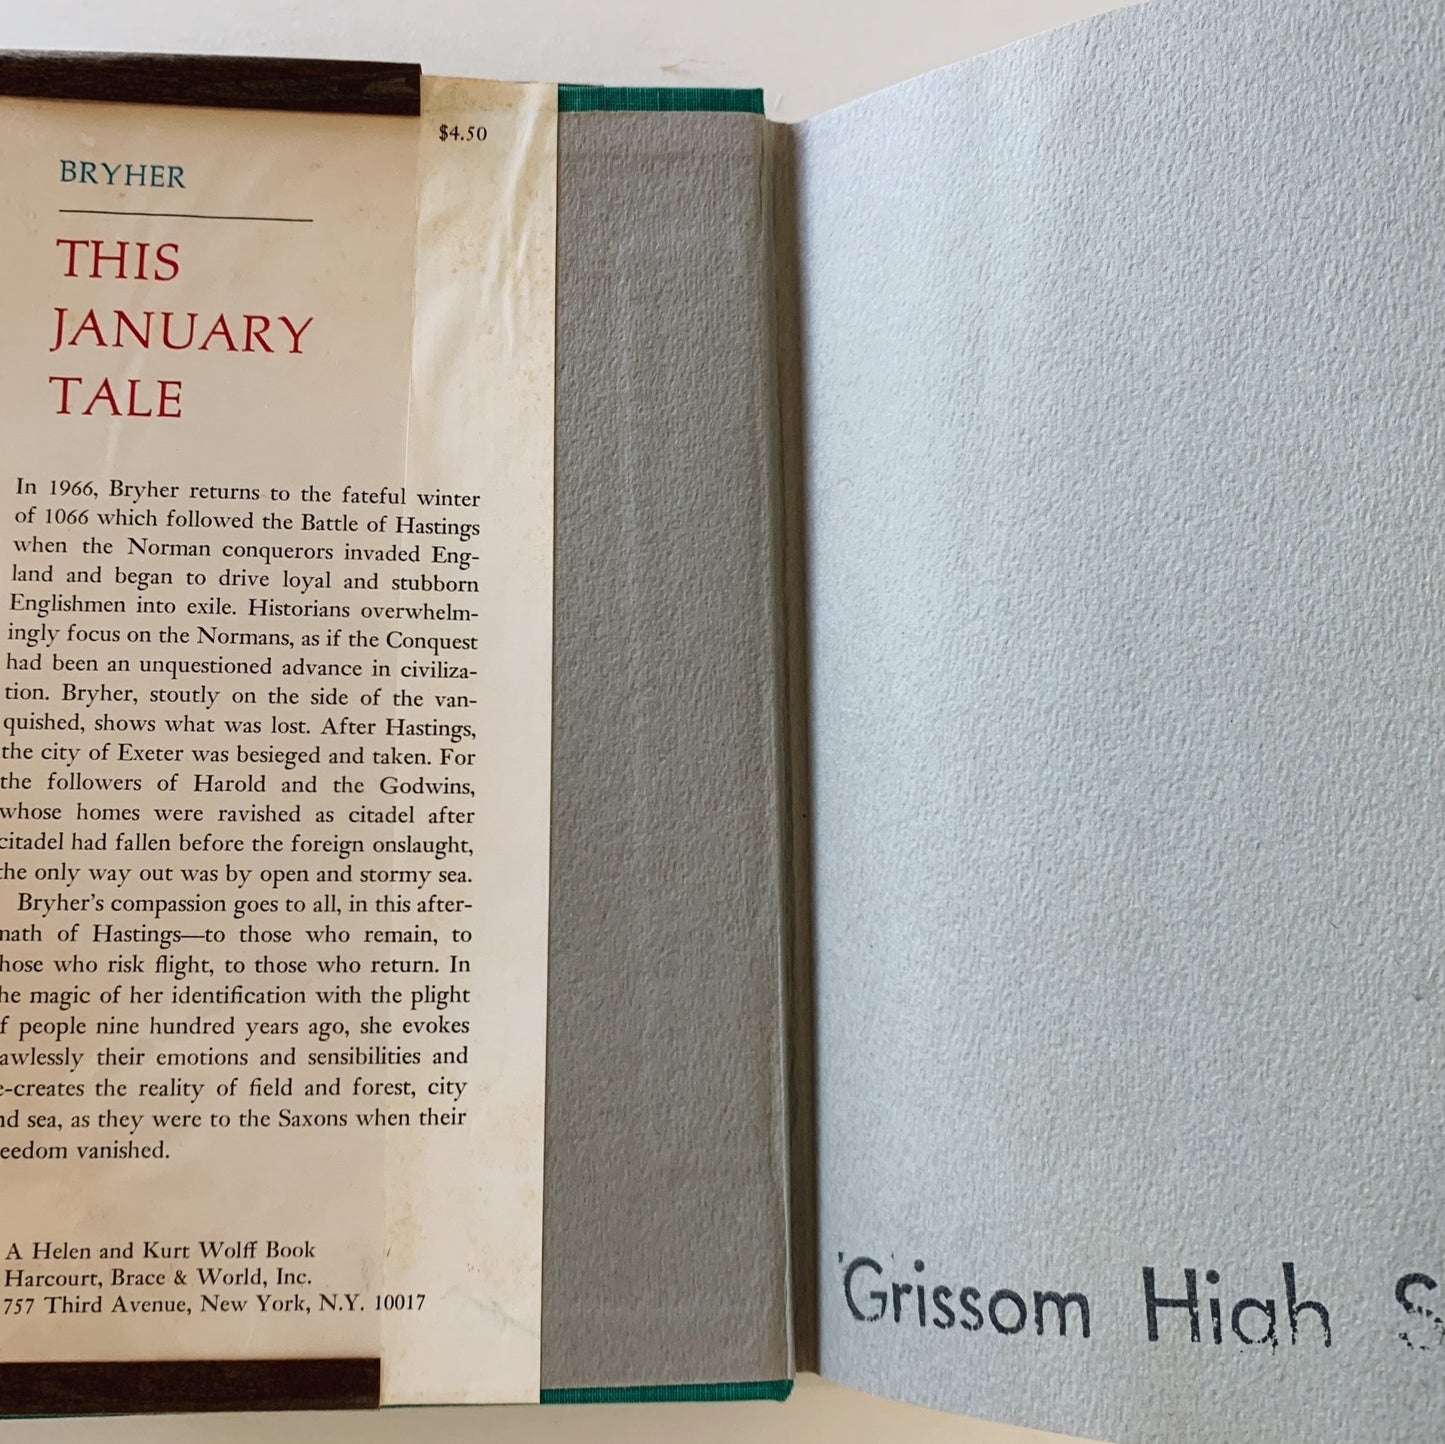 $4.50
BRYHER
THIS
JANUARY
TALE
In 1966, Bryher returns to the fateful winter
of 1066 which followed the Battle of Hastings
when the Norman conquerors invaded Eng-
land and began to drive loyal and stubborn
Englishmen into exile. Historians overwhelm-
ingly focus on the Normans, as if the Conquest
had been an unquestioned advance in civiliza-
tion. Bryher, stoutly on the side of the van-
quished, shows what was lost. After Hastings,
the city of Exeter was besieged and taken. For
the followers of Harold and the Godwins,
whose homes were ravished as citadel after
citadel had fallen before the foreign onslaught,
the only way out was by open and stormy sea.
Bryher's compassion goes to all, in this after-
math of Hastings—to those who remain, to
hose who risk flight, to those who return. In
he magic of her identification with the plight
f people nine hundred years ago, she evokes
awlessly their emotions and sensibilities and
e-creates the reality of field and forest, city
nd sea, as they were to the Saxons when their
eedom vanished.
A Helen and Kurt Wolff Book
Harcourt, Brace & World, Inc.
757 Third Avenue, New York, N.Y. 10017
Grissom High S